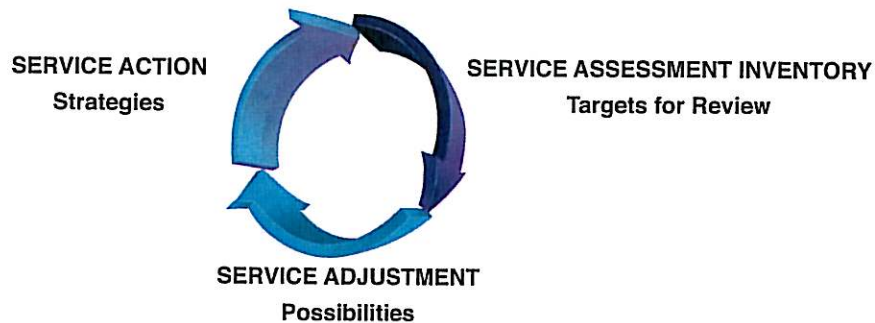 SERVICE ACTION
Strategies
SERVICE ASSESSMENT INVENTORY
Targets for Review
SERVICE ADJUSTMENT
Possibilities